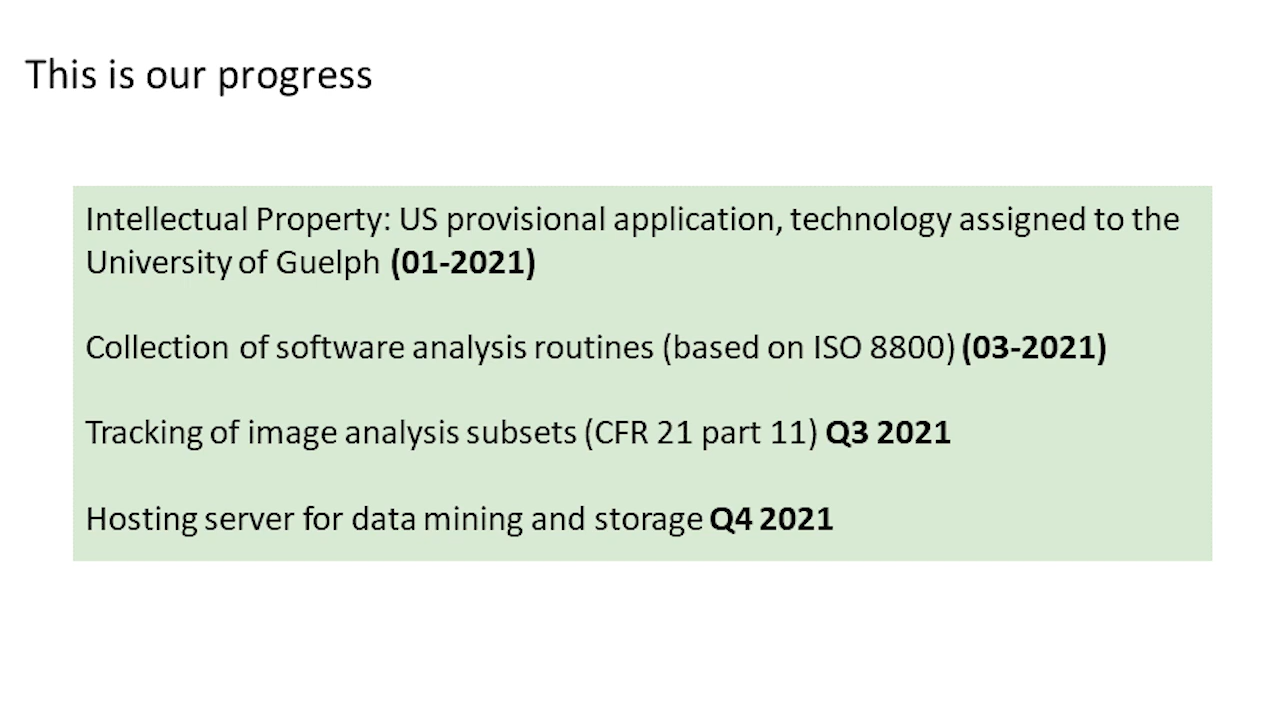 This is our progress
Intellectual Property: US provisional application, technology assigned to the
University of Guelph (01-2021)
Collection of software analysis routines (based on ISO 8800) (03-2021)
Tracking of image analysis subsets (CFR 21 part 11) Q3 2021
Hosting server for data mining and storage Q4 2021